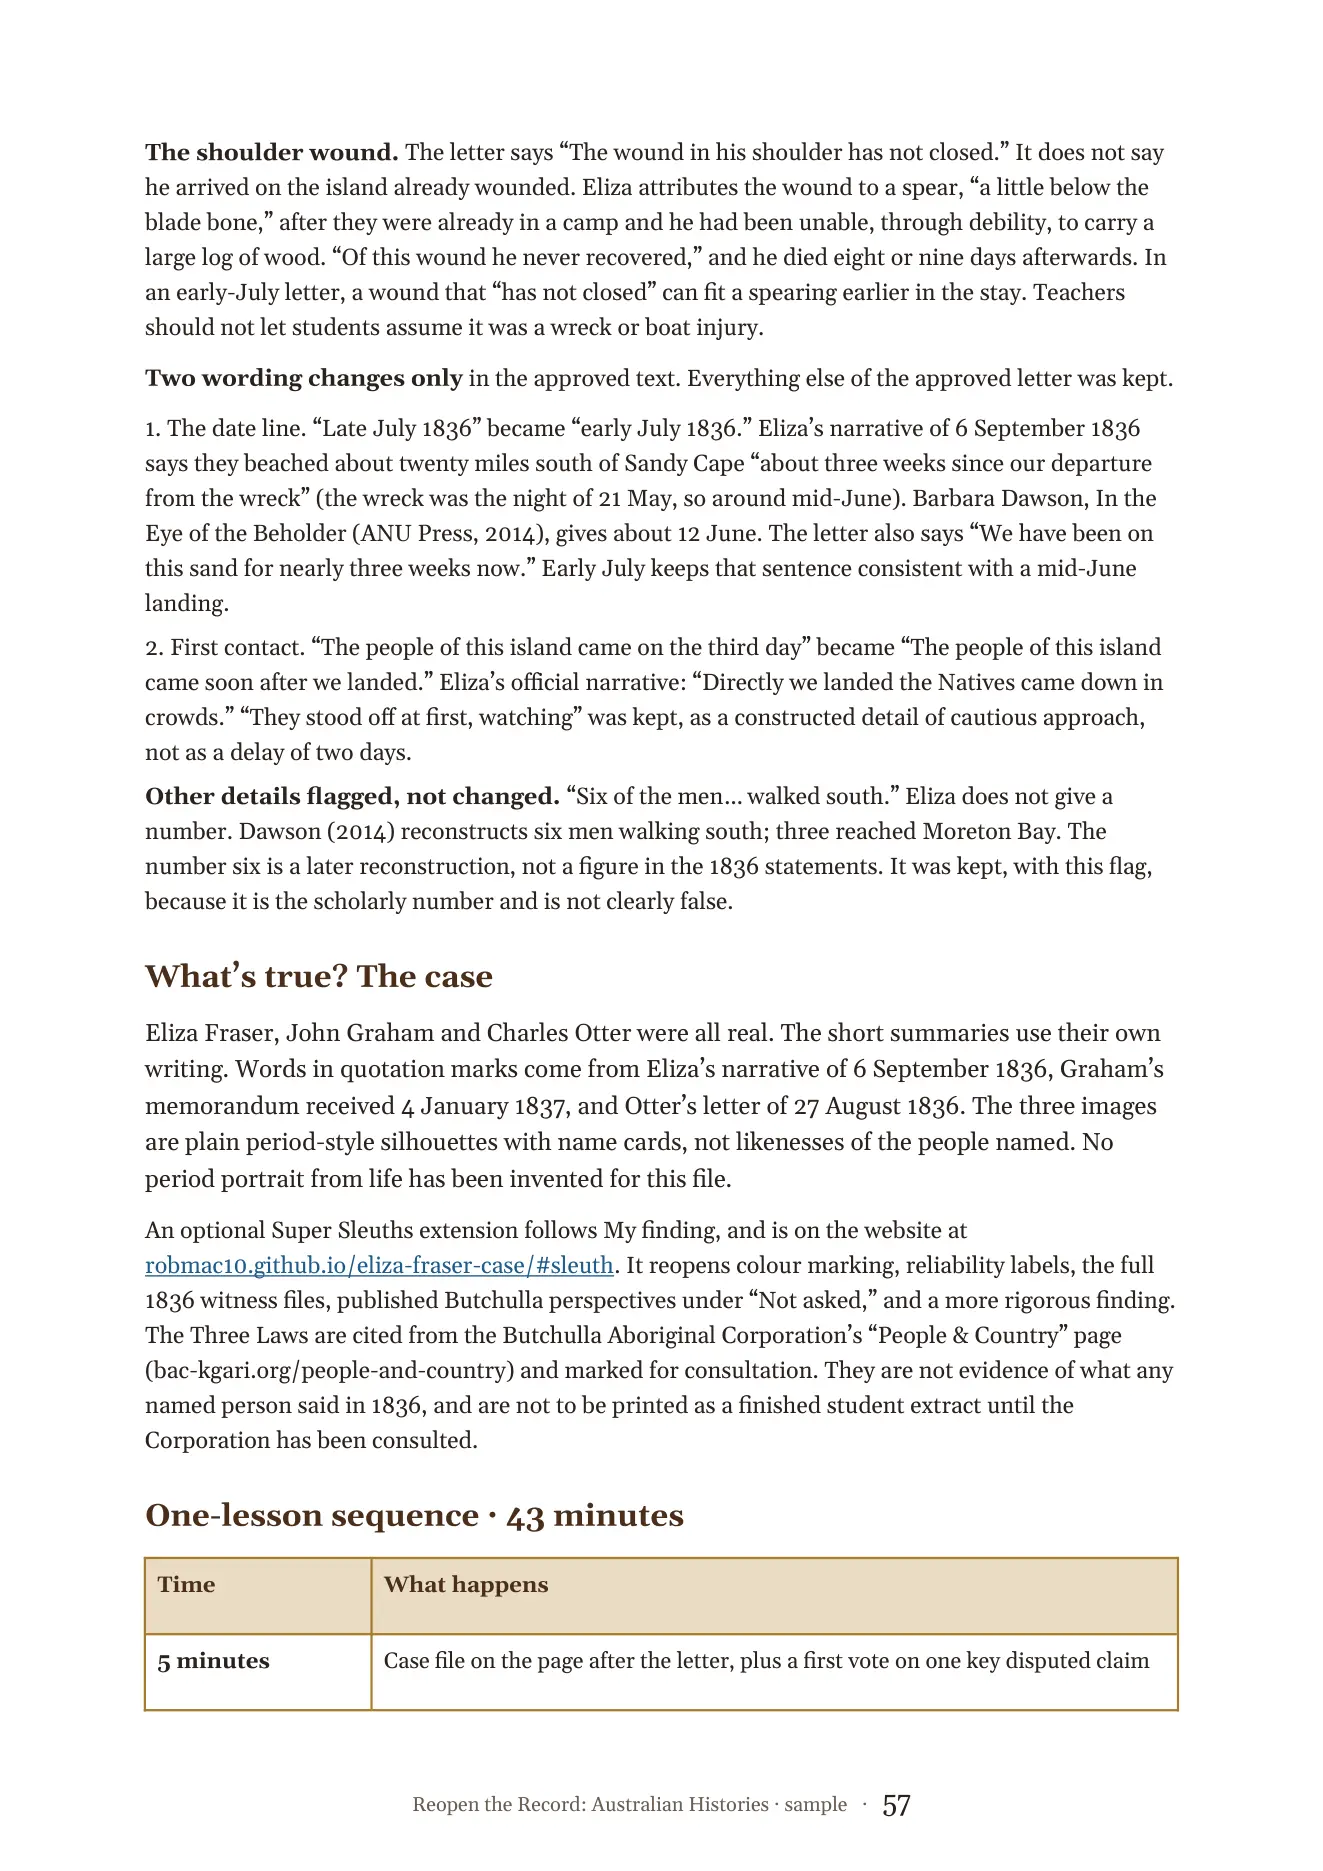 The shoulder wound. The letter says “The wound in his shoulder has not closed.” It does not say
he arrived on the island already wounded. Eliza attributes the wound to a spear, “a little below the
blade bone,” after they were already in a camp and he had been unable, through debility, to carry a
large log of wood. “Of this wound he never recovered,” and he died eight or nine days afterwards. In
an early-July letter, a wound that “has not closed” can fit a spearing earlier in the stay. Teachers
should not let students assume it was a wreck or boat injury.
Two wording changes only in the approved text. Everything else of the approved letter was kept.
1. The date line. “Late July 1836” became “early July 1836.” Eliza’s narrative of 6 September 1836
says they beached about twenty miles south of Sandy Cape “about three weeks since our departure
from the wreck” (the wreck was the night of 21 May, so around mid-June). Barbara Dawson, In the
Eye of the Beholder (ANU Press, 2014), gives about 12 June. The letter also says “We have been on
this sand for nearly three weeks now.” Early July keeps that sentence consistent with a mid-June
landing.
2. First contact. “The people of this island came on the third day” became “The people of this island
came soon after we landed.” Eliza’s official narrative: “Directly we landed the Natives came down in
crowds.” “They stood off at first, watching” was kept, as a constructed detail of cautious approach,
not as a delay of two days.
Other details flagged, not changed. “Six of the men… walked south.” Eliza does not give a
number. Dawson (2014) reconstructs six men walking south; three reached Moreton Bay. The
number six is a later reconstruction, not a figure in the 1836 statements. It was kept, with this flag,
because it is the scholarly number and is not clearly false.
What’s true? The case
Eliza Fraser, John Graham and Charles Otter were all real. The short summaries use their own
writing. Words in quotation marks come from Eliza’s narrative of 6 September 1836, Graham’s
memorandum received 4 January 1837, and Otter’s letter of 27 August 1836. The three images
are plain period-style silhouettes with name cards, not likenesses of the people named. No
period portrait from life has been invented for this file.
An optional Super Sleuths extension follows My finding, and is on the website at
robmac10.github.io/eliza-fraser-case/#sleuth. It reopens colour marking, reliability labels, the full
1836 witness files, published Butchulla perspectives under “Not asked,” and a more rigorous finding.
The Three Laws are cited from the Butchulla Aboriginal Corporation’s “People & Country” page
(bac-kgari.org/people-and-country) and marked for consultation. They are not evidence of what any
named person said in 1836, and are not to be printed as a finished student extract until the
Corporation has been consulted.
One-lesson sequence · 43 minutes
Time What happens
5 minutes Case file on the page after the letter, plus a first vote on one key disputed claim
Reopen the Record: Australian Histories · sample · 57